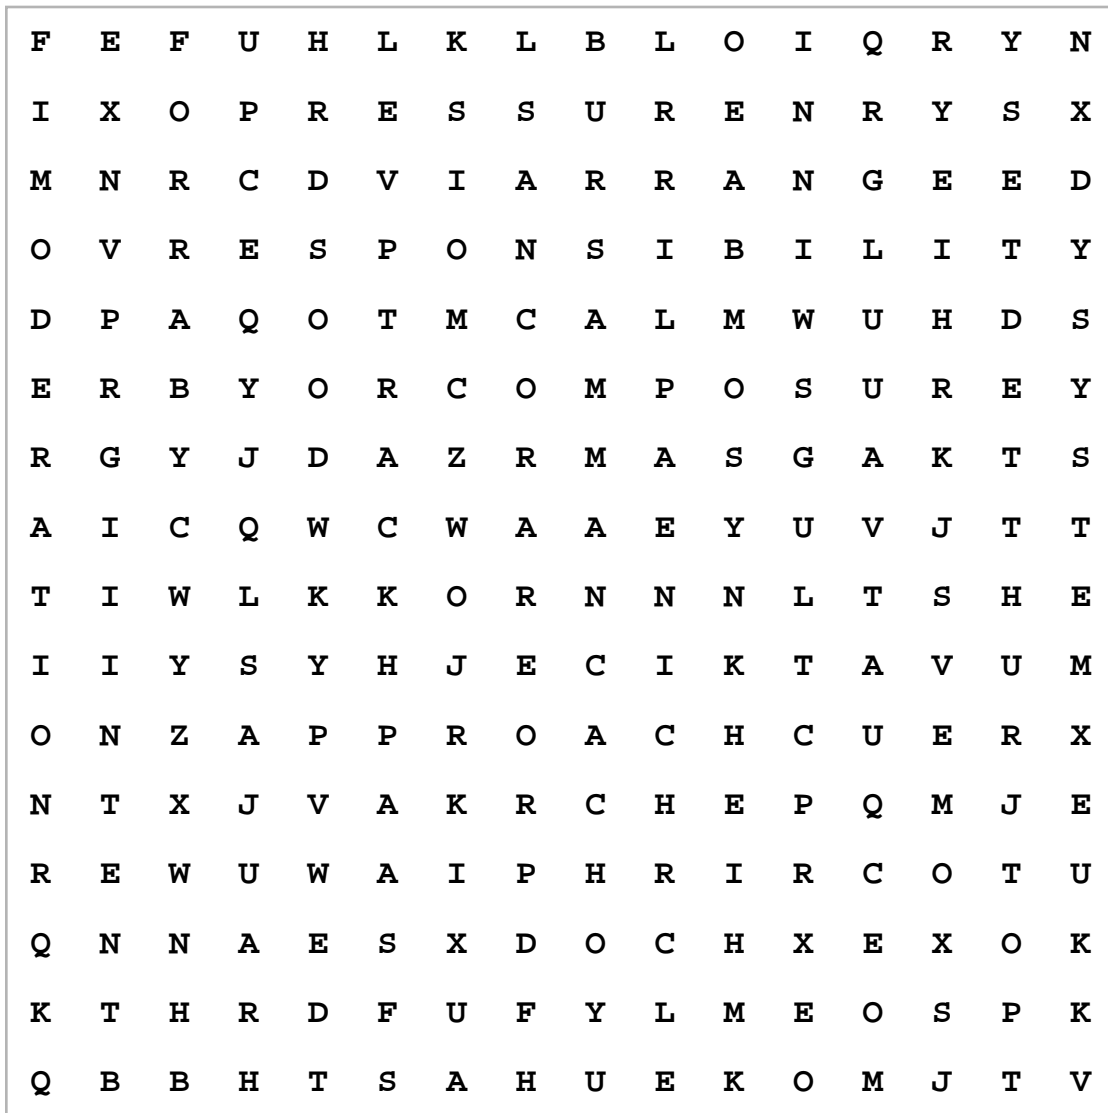 F E F U H L K L B L O I Q R Y N
I X O P R E S S U R E N R Y S X
M N R C D V I A R R A N G E E D
O V R E S P O N S I B I L I T Y
D P A Q O T M C A L M W U H D S
E R B Y O R C O M P O S U R E Y
R G Y J D A Z R M A S G A K T S
A I C Q W C W A A E Y U V J T T
T I W L K K O R N N N L T S H E
I I Y S Y H J E C I K T A V U M
O N Z A P P R O A C H C U E R X
N T X J V A K R C H E P Q M J E
R E W U W A I P H R I R C O T U
Q N N A E S X D O C H X E X O K
K T H R D F U F Y L M E O S P K
Q B B H T S A H U E K O M J T V